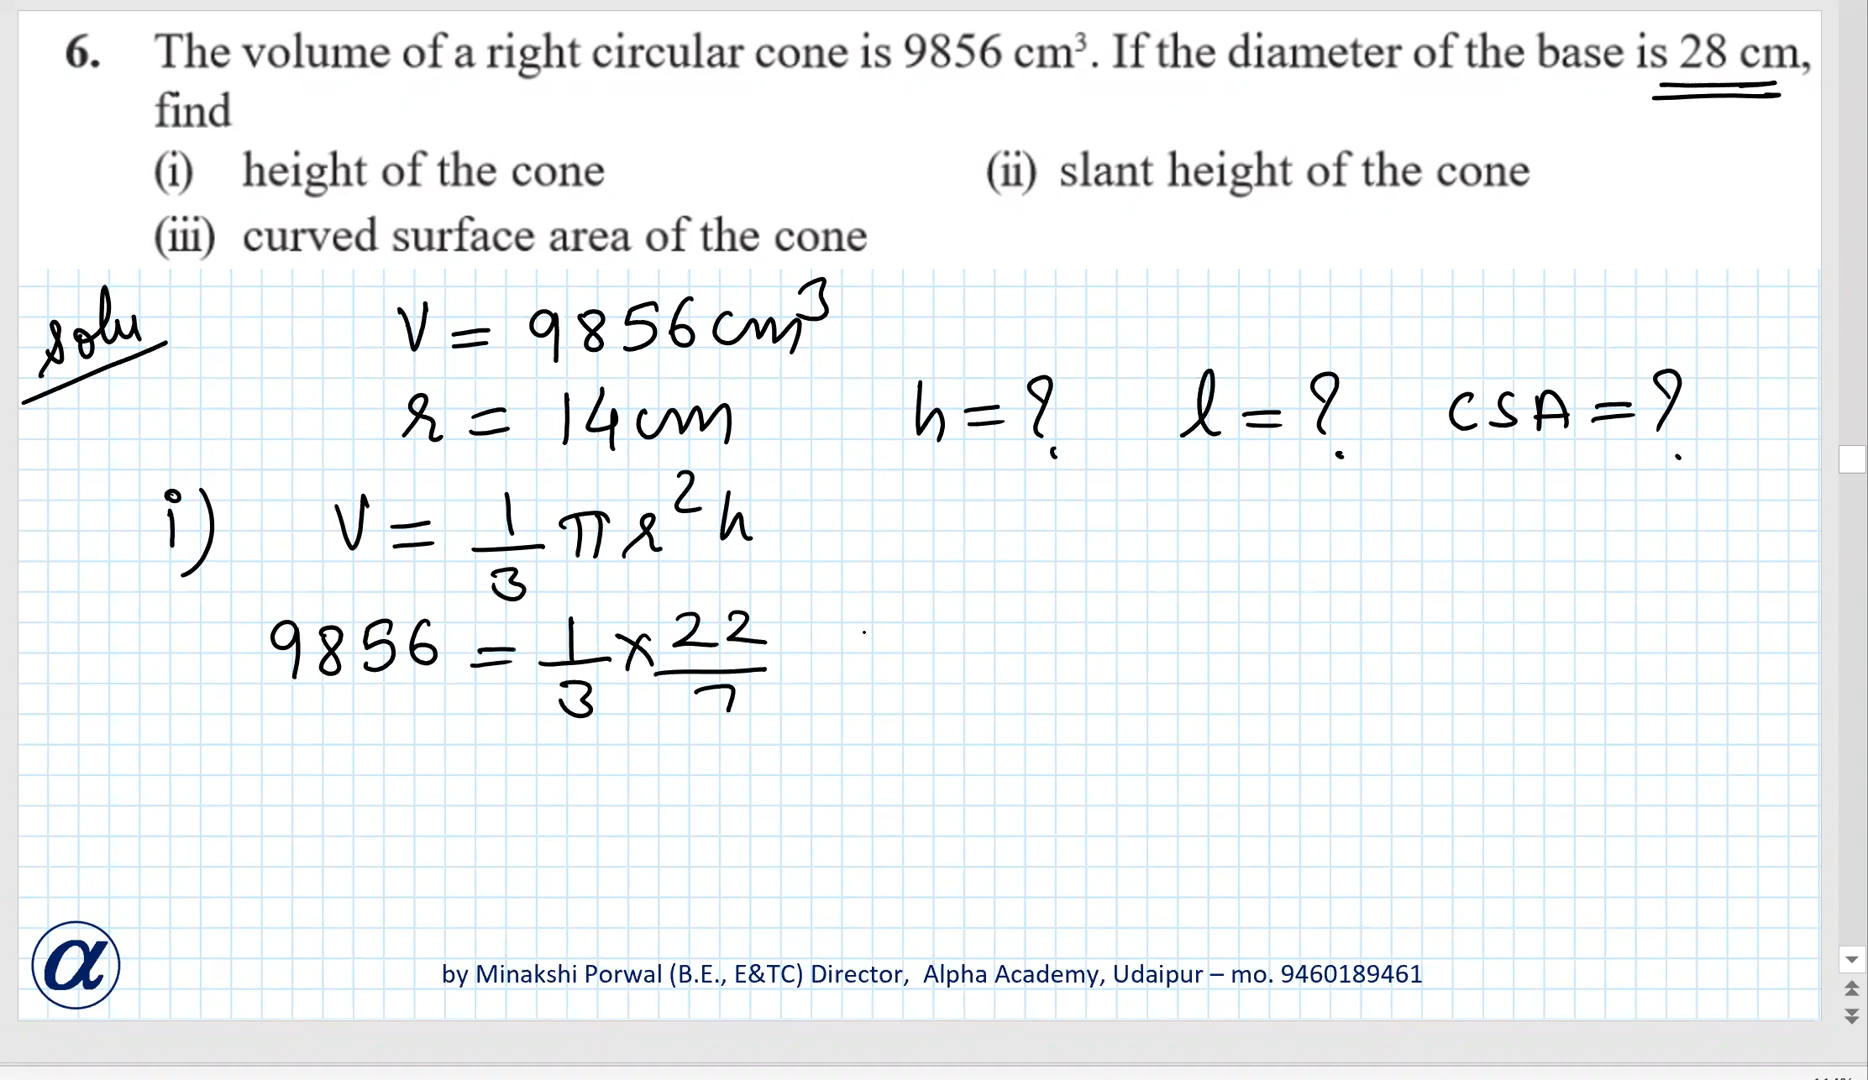 6. The volume of a right circular cone is 9856 cm³. If the diameter of the base is 28 cm,
find
(i) height of the cone (ii) slant height of the cone
(iii) curved surface area of the cone
Solu V = 9856 cm³
r = 14 cm h = ? l = ? CSA = ?
i) V = 1/3 π r² h
9856 = 1/3 × 22/7
α
by Minakshi Porwal (B.E., E&TC) Director, Alpha Academy, Udaipur – mo. 9460189461